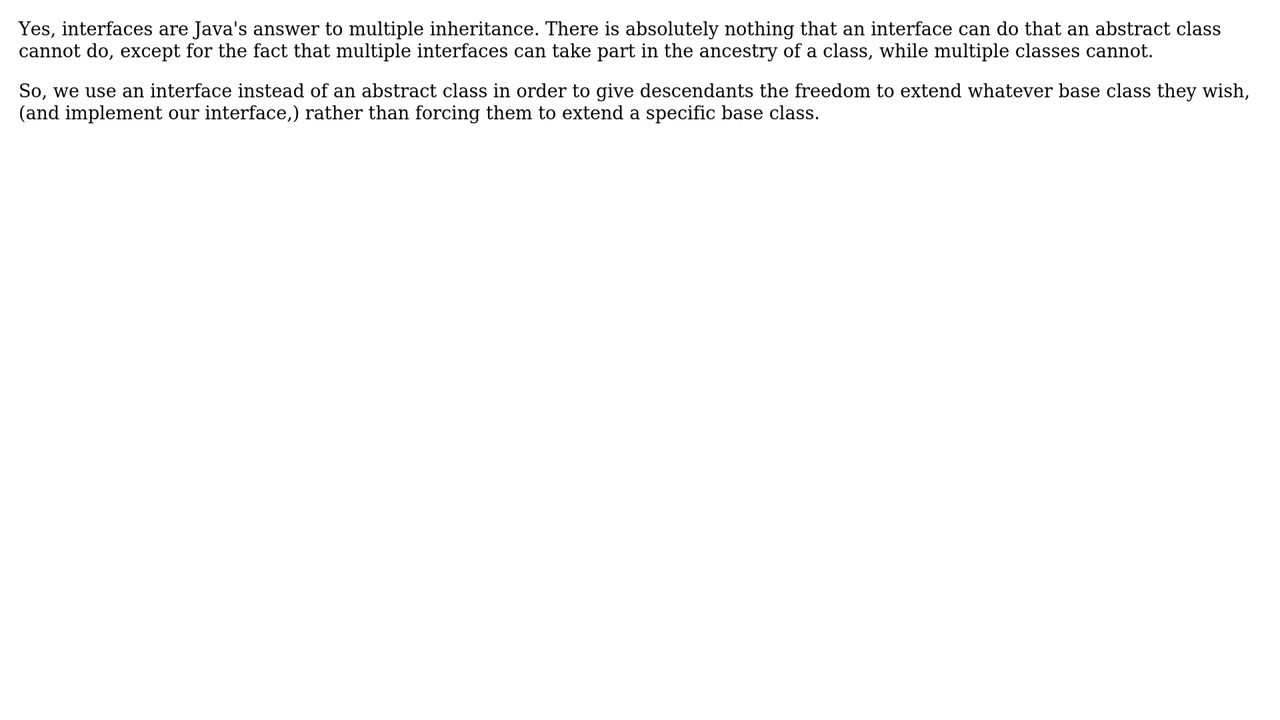 Yes, interfaces are Java's answer to multiple inheritance. There is absolutely nothing that an interface can do that an abstract class
cannot do, except for the fact that multiple interfaces can take part in the ancestry of a class, while multiple classes cannot.
So, we use an interface instead of an abstract class in order to give descendants the freedom to extend whatever base class they wish,
(and implement our interface,) rather than forcing them to extend a specific base class.